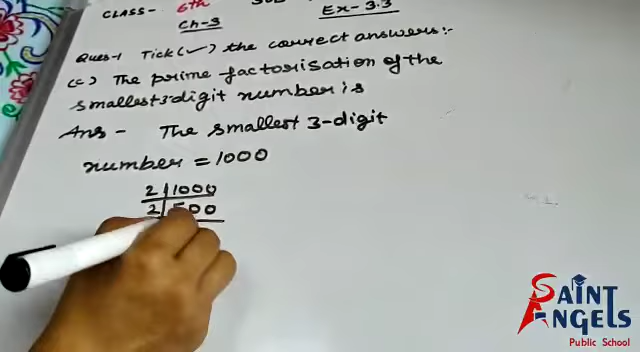 CLASS- 6th
Ch-3
Ex-3.3
Ques-1 Tick(✓) the correct answers:-
(c) The prime factorisation of the
smallest 3-digit number is
Ans - The smallest 3-digit
number = 1000
2 | 1000
2 | 500
SAINT
ANGELS
Public School